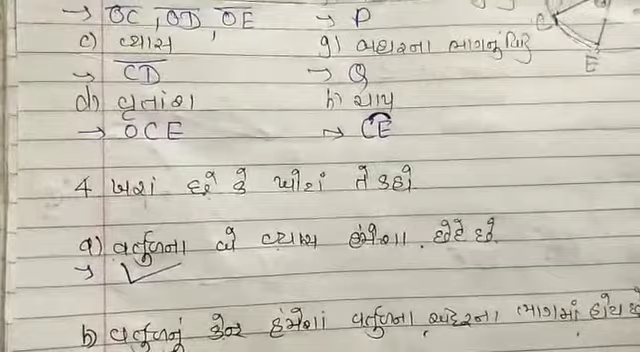 → OC, OD, OE → P
c) વ્યાસ g) બહારના ભાગનું બિંદુ
→ CD → Q
d) વૃતાંશ h) ચાપ
→ OCE → CE
E
4 ખરાં છે કે ખોટાં તે કહો
a) વર્તુળના બે વ્યાસ હંમેશા છેદે છે
→ ✓
b) વર્તુળનું કેન્દ્ર હંમેશાં વર્તુળના અંદરના ભાગમાં હોય છે